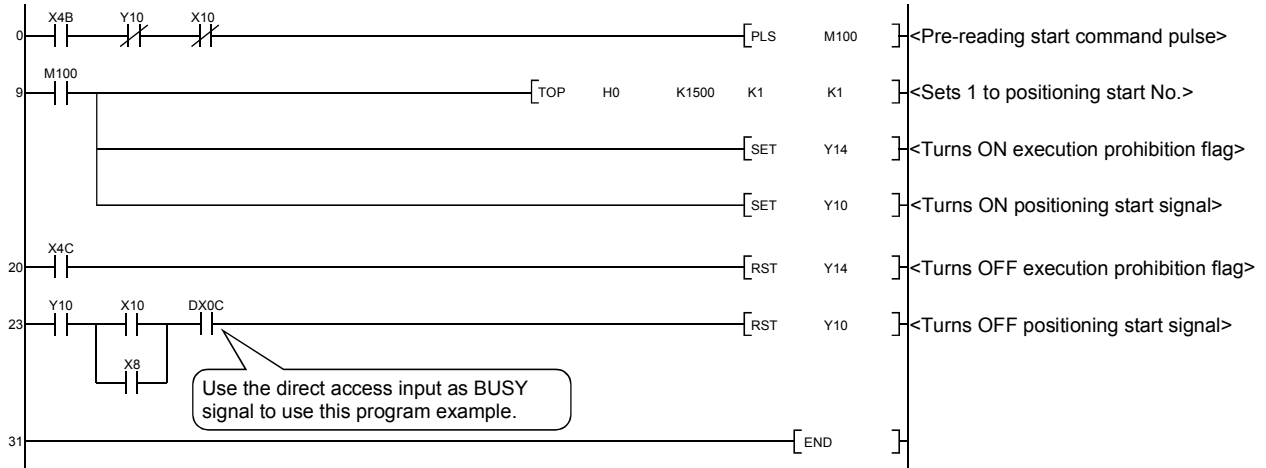 X4B Y10 X10
0 PLS M100 <Pre-reading start command pulse>
M100
9 TOP H0 K1500 K1 K1 <Sets 1 to positioning start No.>
SET Y14 <Turns ON execution prohibition flag>
SET Y10 <Turns ON positioning start signal>
X4C
20 RST Y14 <Turns OFF execution prohibition flag>
Y10 X10 DX0C
23 RST Y10 <Turns OFF positioning start signal>
X8
Use the direct access input as BUSY
signal to use this program example.
31 END